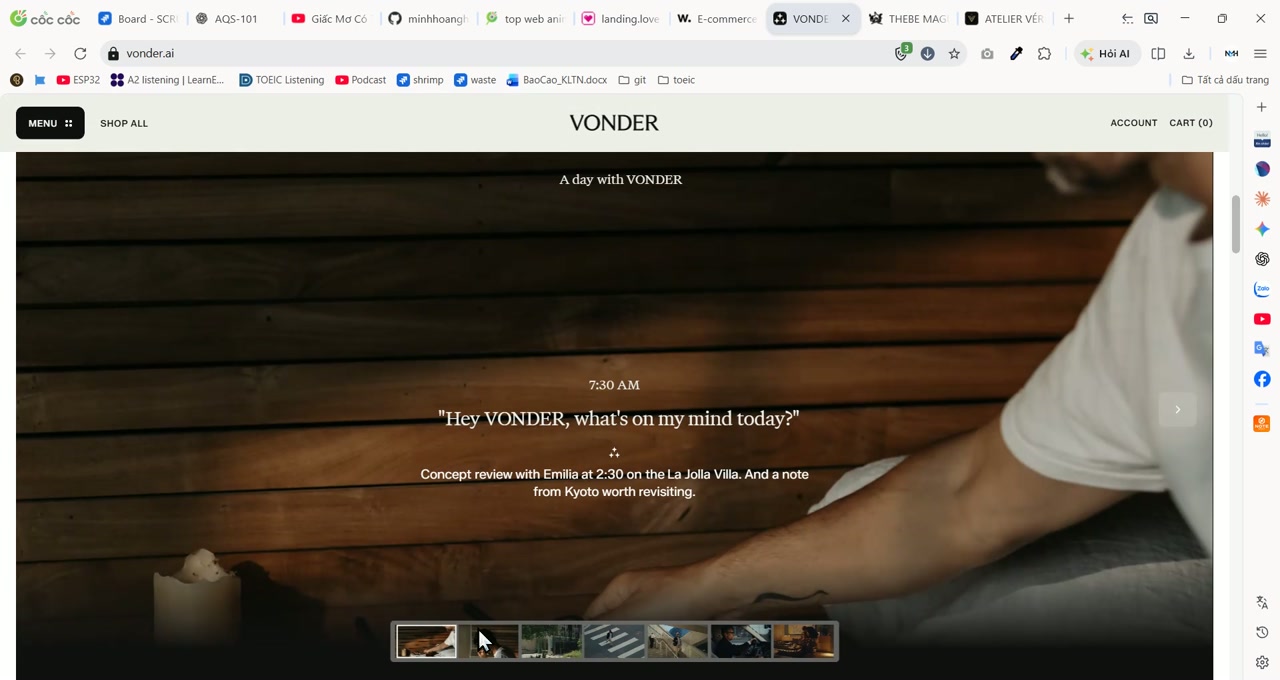 cốc cốc
Board - SCR
AQS-101
Giấc Mơ Có
minhhoangh
top web anir
landing.love
E-commerce
VONDE
THEBE MAG
ATELIER VÉR
vonder.ai
3
Hỏi AI
ESP32
A2 listening | LearnE...
TOEIC Listening
Podcast
shrimp
waste
BaoCao_KLTN.docx
git
toeic
Tất cả dấu trang
MENU
SHOP ALL
VONDER
ACCOUNT
CART (0)
A day with VONDER
7:30 AM
"Hey VONDER, what's on my mind today?"
Concept review with Emilia at 2:30 on the La Jolla Villa. And a note
from Kyoto worth revisiting.
Zalo